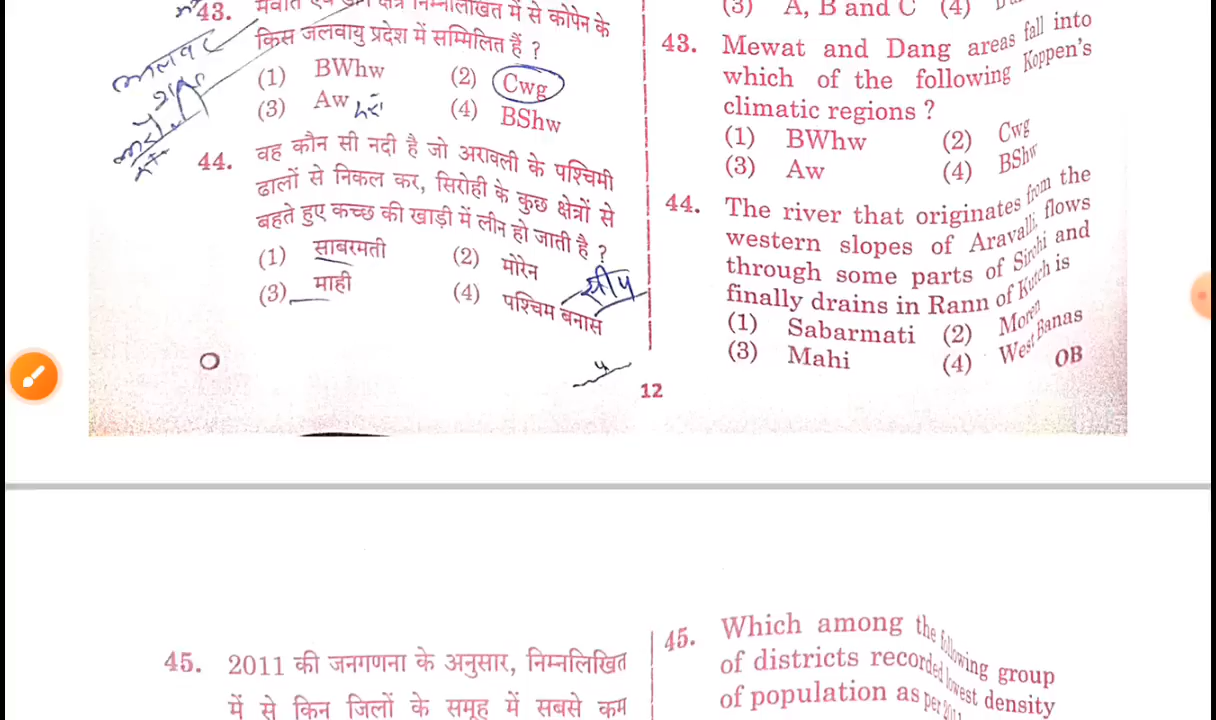 43. मेवात एवं डांग क्षेत्र निम्नलिखित में से कोपेन के
किस जलवायु प्रदेश में सम्मिलित हैं ?
(1) BWhw (2) Cwg
(3) Aw (4) BShw
44. वह कौन सी नदी है जो अरावली के पश्चिमी
ढालों से निकल कर, सिरोही के कुछ क्षेत्रों से
बहते हुए कच्छ की खाड़ी में लीन हो जाती है ?
(1) साबरमती (2) मोरेन
(3) माही (4) पश्चिम बनास
(3) A, B and C (4)
43. Mewat and Dang areas fall into
which of the following Koppen's
climatic regions ?
(1) BWhw (2) Cwg
(3) Aw (4) BShw
44. The river that originates from the
western slopes of Aravalli, flows
through some parts of Sirohi and
finally drains in Rann of Kutch is
(1) Sabarmati (2) Moren
(3) Mahi (4) West Banas
OB
12
45. 2011 की जनगणना के अनुसार, निम्नलिखित
में से किन जिलों के समूह में सबसे कम
45. Which among the following group
of districts recorded lowest density
of population as per